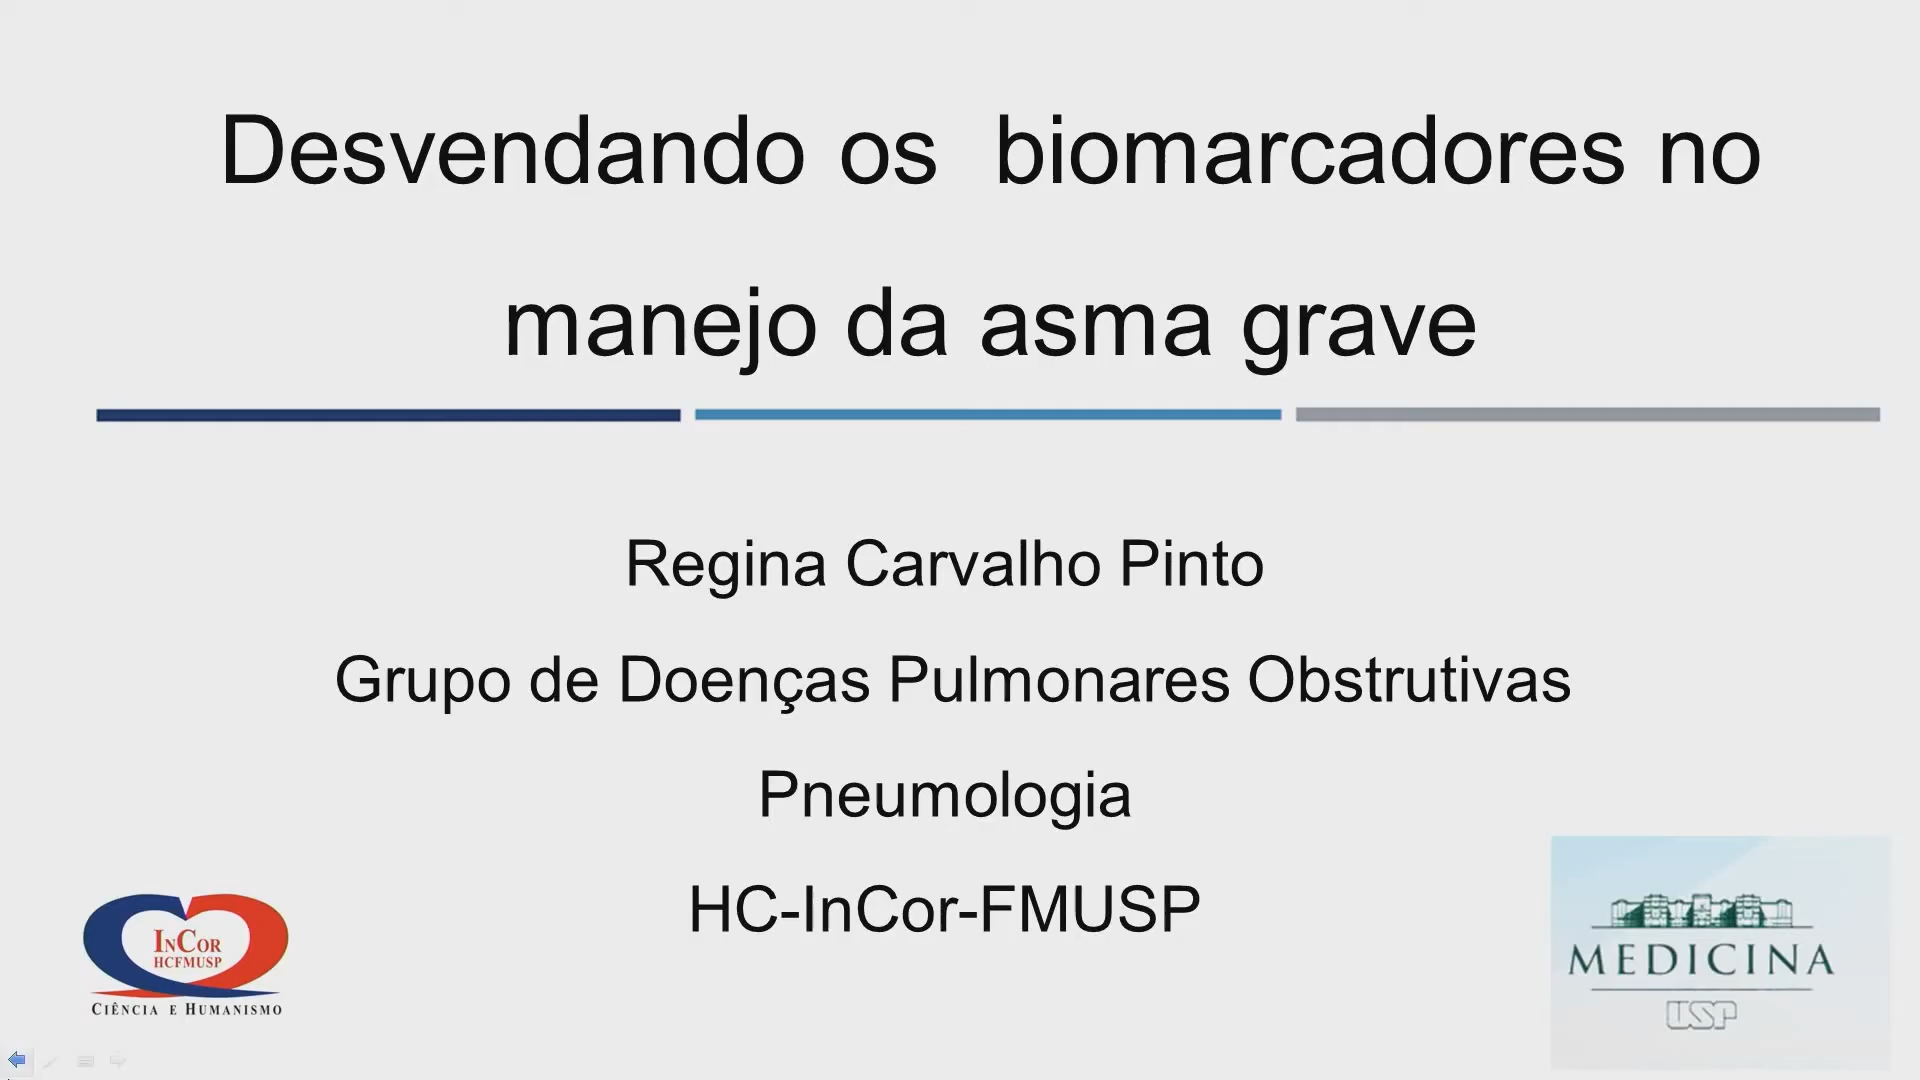 Desvendando os biomarcadores no
manejo da asma grave
Regina Carvalho Pinto
Grupo de Doenças Pulmonares Obstrutivas
Pneumologia
HC-InCor-FMUSP
INCOR
HCFMUSP
CIÊNCIA E HUMANISMO
MEDICINA
USP